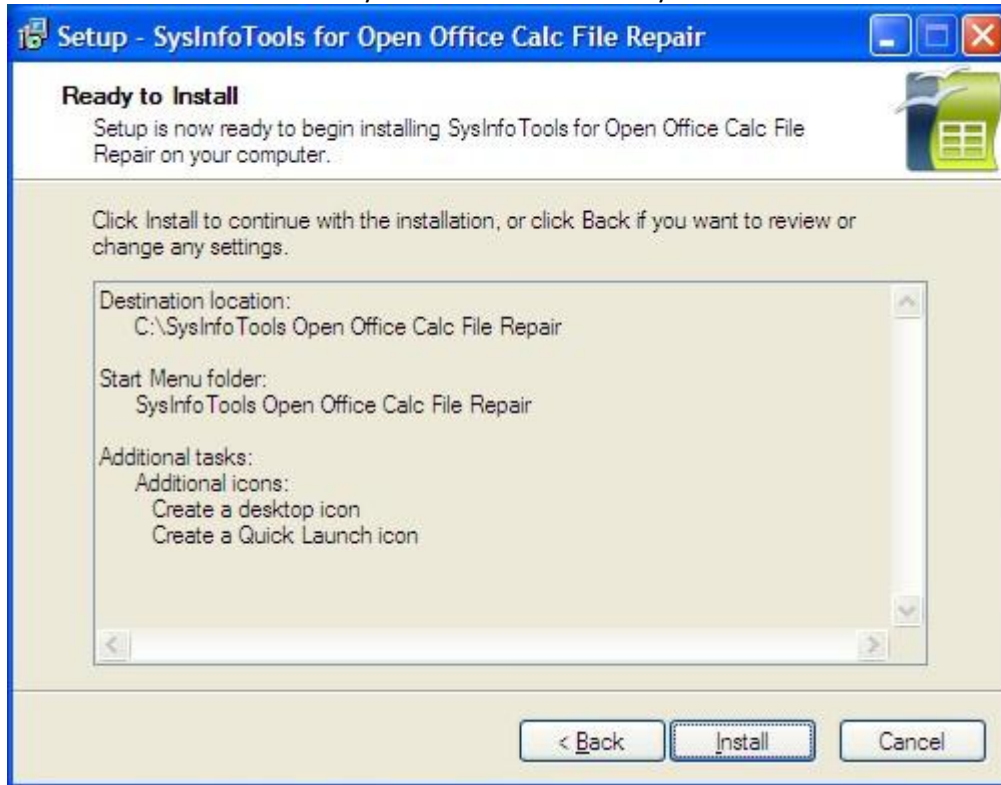 Setup - SysInfoTools for Open Office Calc File Repair
Ready to Install
Setup is now ready to begin installing SysInfoTools for Open Office Calc File
Repair on your computer.
Click Install to continue with the installation, or click Back if you want to review or
change any settings.
Destination location:
C:\SysInfoTools Open Office Calc File Repair
Start Menu folder:
SysInfoTools Open Office Calc File Repair
Additional tasks:
Additional icons:
Create a desktop icon
Create a Quick Launch icon
< Back
Install
Cancel